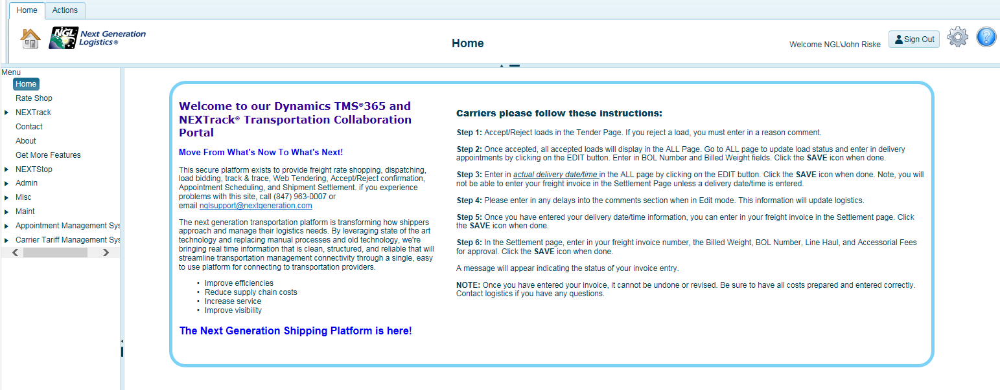 Home
Actions
NGL
Next Generation
Logistics®
Home
Welcome NGL\John Riske
Sign Out
?
Menu
Home
Rate Shop
NEXTrack
Contact
About
Get More Features
NEXTStop
Admin
Misc
Maint
Appointment Management Sys
Carrier Tariff Management Sys
Welcome to our Dynamics TMS®365 and
NEXTrack® Transportation Collaboration
Portal
Move From What's Now To What's Next!
This secure platform exists to provide freight rate shopping, dispatching,
load bidding, track & trace, Web Tendering, Accept/Reject confirmation,
Appointment Scheduling, and Shipment Settlement. if you experience
problems with this site, call (847) 963-0007 or
email nglsupport@nextgeneration.com
The next generation transportation platform is transforming how shippers
approach and manage their logistics needs. By leveraging state of the art
technology and replacing manual processes and old technology, we're
bringing real time information that is clean, structured, and reliable that will
streamline transportation management connectivity through a single, easy
to use platform for connecting to transportation providers.
• Improve efficiencies
• Reduce supply chain costs
• Increase service
• Improve visibility
The Next Generation Shipping Platform is here!
Carriers please follow these instructions:
Step 1: Accept/Reject loads in the Tender Page. If you reject a load, you must enter in a reason comment.
Step 2: Once accepted, all accepted loads will display in the ALL Page. Go to ALL page to update load status and enter in delivery
appointments by clicking on the EDIT button. Enter in BOL Number and Billed Weight fields. Click the SAVE icon when done.
Step 3: Enter in actual delivery date/time in the ALL page by clicking on the EDIT button. Click the SAVE icon when done. Note, you will
not be able to enter your freight invoice in the Settlement Page unless a delivery date/time is entered.
Step 4: Please enter in any delays into the comments section when in Edit mode. This information will update logistics.
Step 5: Once you have entered your delivery date/time information, you can enter in your freight invoice in the Settlement page. Click
the SAVE icon when done.
Step 6: In the Settlement page, enter in your freight invoice number, the Billed Weight, BOL Number, Line Haul, and Accessorial Fees
for approval. Click the SAVE icon when done.
A message will appear indicating the status of your invoice entry.
NOTE: Once you have entered your invoice, it cannot be undone or revised. Be sure to have all costs prepared and entered correctly.
Contact logistics if you have any questions.